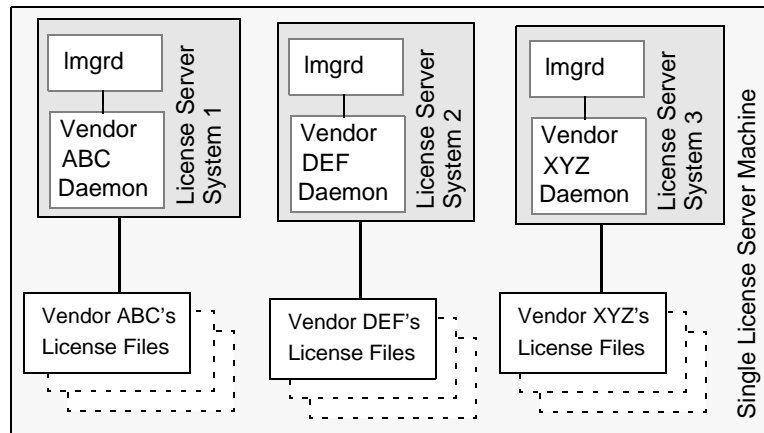 lmgrd
Vendor
ABC
Daemon
License Server
System 1
lmgrd
Vendor
DEF
Daemon
License Server
System 2
lmgrd
Vendor
XYZ
Daemon
License Server
System 3
Vendor ABC's
License Files
Vendor DEF's
License Files
Vendor XYZ's
License Files
Single License Server Machine